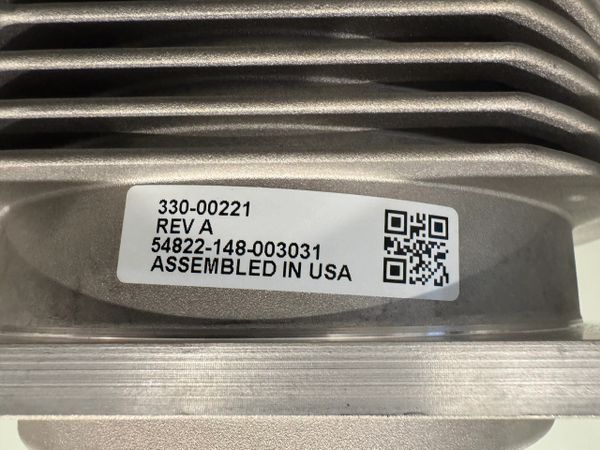 330-00221
REV A
54822-148-003031
ASSEMBLED IN USA